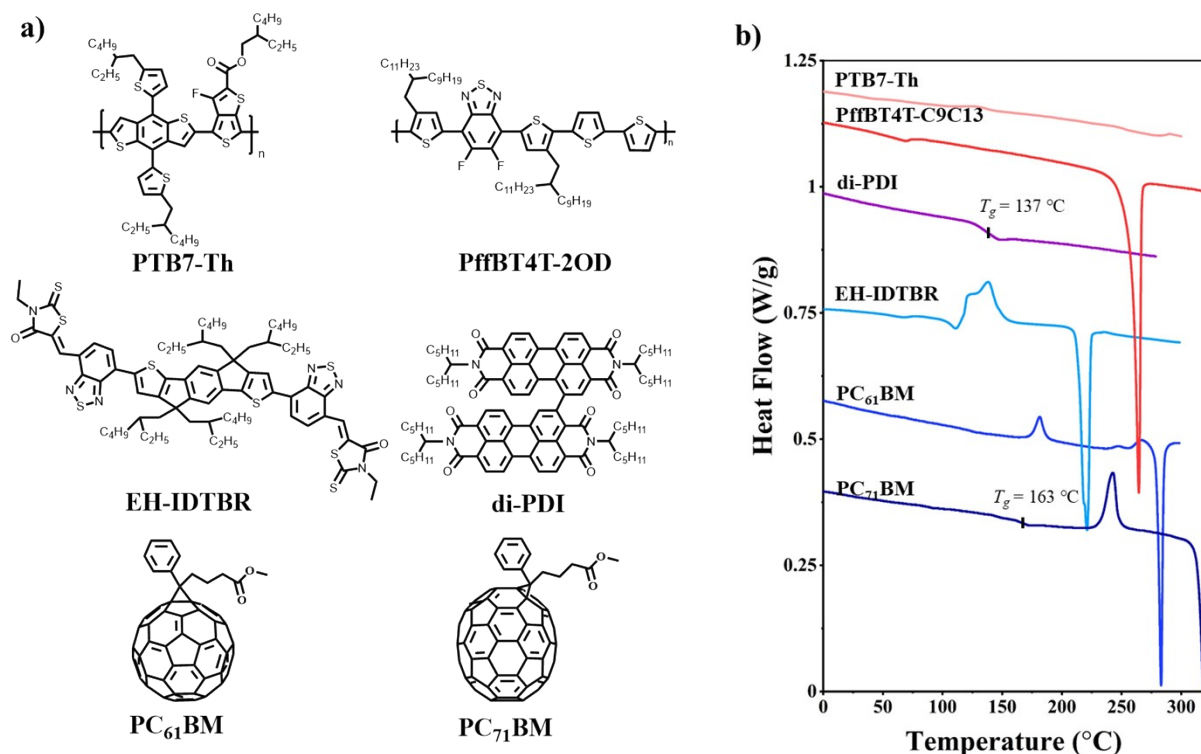 a)
C4H9
C2H5
S
F
O
O
C4H9
C2H5
S
S
S
S
S
n
C2H5
C4H9
PTB7-Th
C11H23
C9H19
S
N
S
N
F
F
S
S
S
n
C11H23
C9H19
PffBT4T-2OD
N
S
S
O
N
S
N
S
C4H9
C2H5
C4H9
C2H5
C4H9
C2H5
C4H9
C2H5
S
N
S
N
O
S
N
S
EH-IDTBR
C5H11
C5H11
O
N
O
O
N
O
C5H11
C5H11
C5H11
C5H11
O
N
O
O
N
O
C5H11
C5H11
di-PDI
O
O
PC61BM
O
O
PC71BM
b)
1.25
1
0.75
0.5
0.25
0
Heat Flow (W/g)
PTB7-Th
PffBT4T-C9C13
di-PDI
Tg = 137 °C
EH-IDTBR
PC61BM
PC71BM
Tg = 163 °C
0 50 100 150 200 250 300
Temperature (°C)